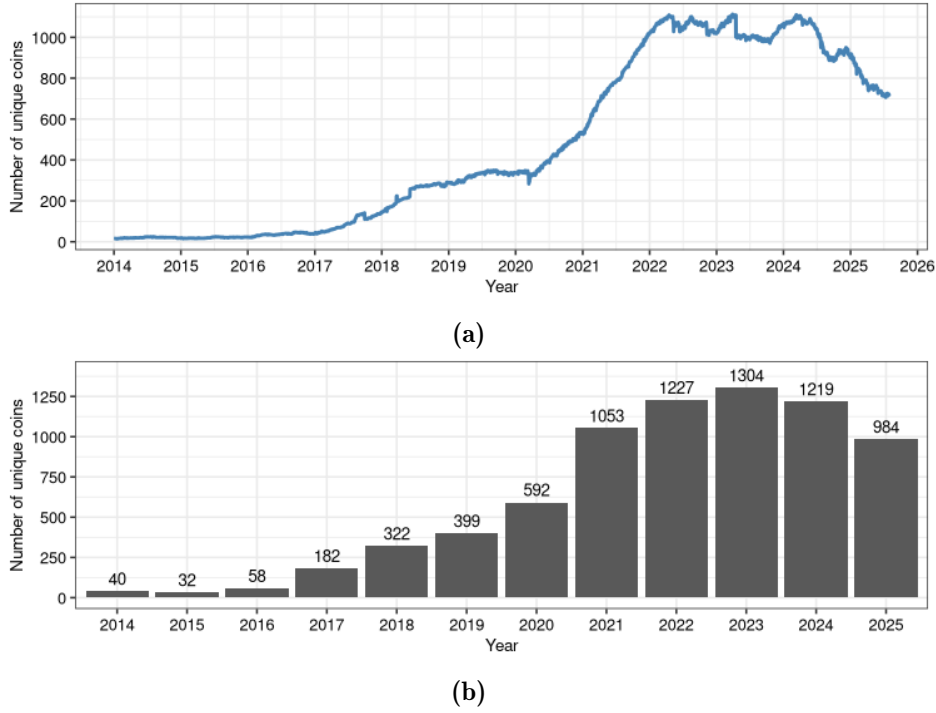 Number of unique coins
1000
800
600
400
200
0
2014 2015 2016 2017 2018 2019 2020 2021 2022 2023 2024 2025 2026
Year
(a)
Number of unique coins
1250
1000
750
500
250
0
40 32 58 182 322 399 592 1053 1227 1304 1219 984
2014 2015 2016 2017 2018 2019 2020 2021 2022 2023 2024 2025
Year
(b)